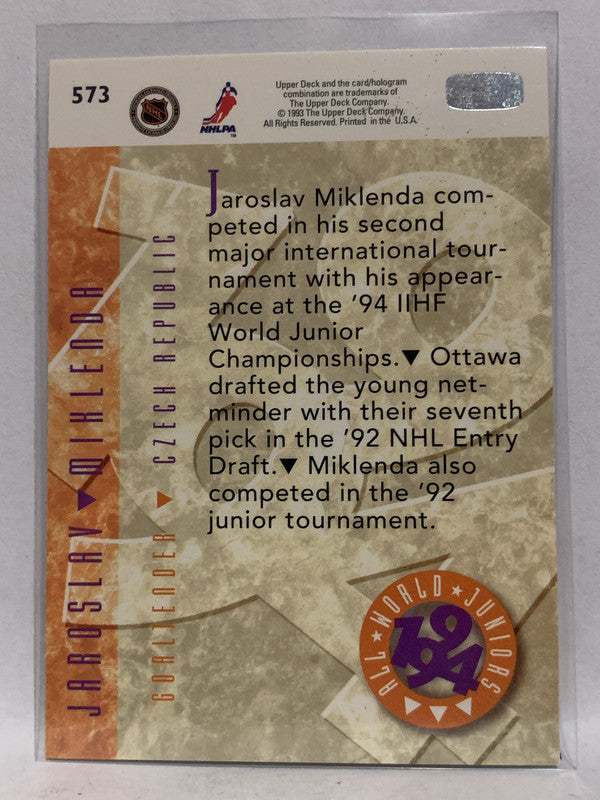 573
NHLPA
Upper Deck and the card/hologram
combination are trademarks of
The Upper Deck Company.
© 1993 The Upper Deck Company.
All Rights Reserved. Printed in the U.S.A.
Jaroslav Miklenda com-
peted in his second
major international tour-
nament with his appear-
ance at the '94 IIHF
World Junior
Championships.▼ Ottawa
drafted the young net-
minder with their seventh
pick in the '92 NHL Entry
Draft.▼ Miklenda also
competed in the '92
junior tournament.
JAROSLAV ▼ MIKLENDA
GOALTENDER ▼ CZECH REPUBLIC
ALL ★ WORLD ★ JUNIORS
1994